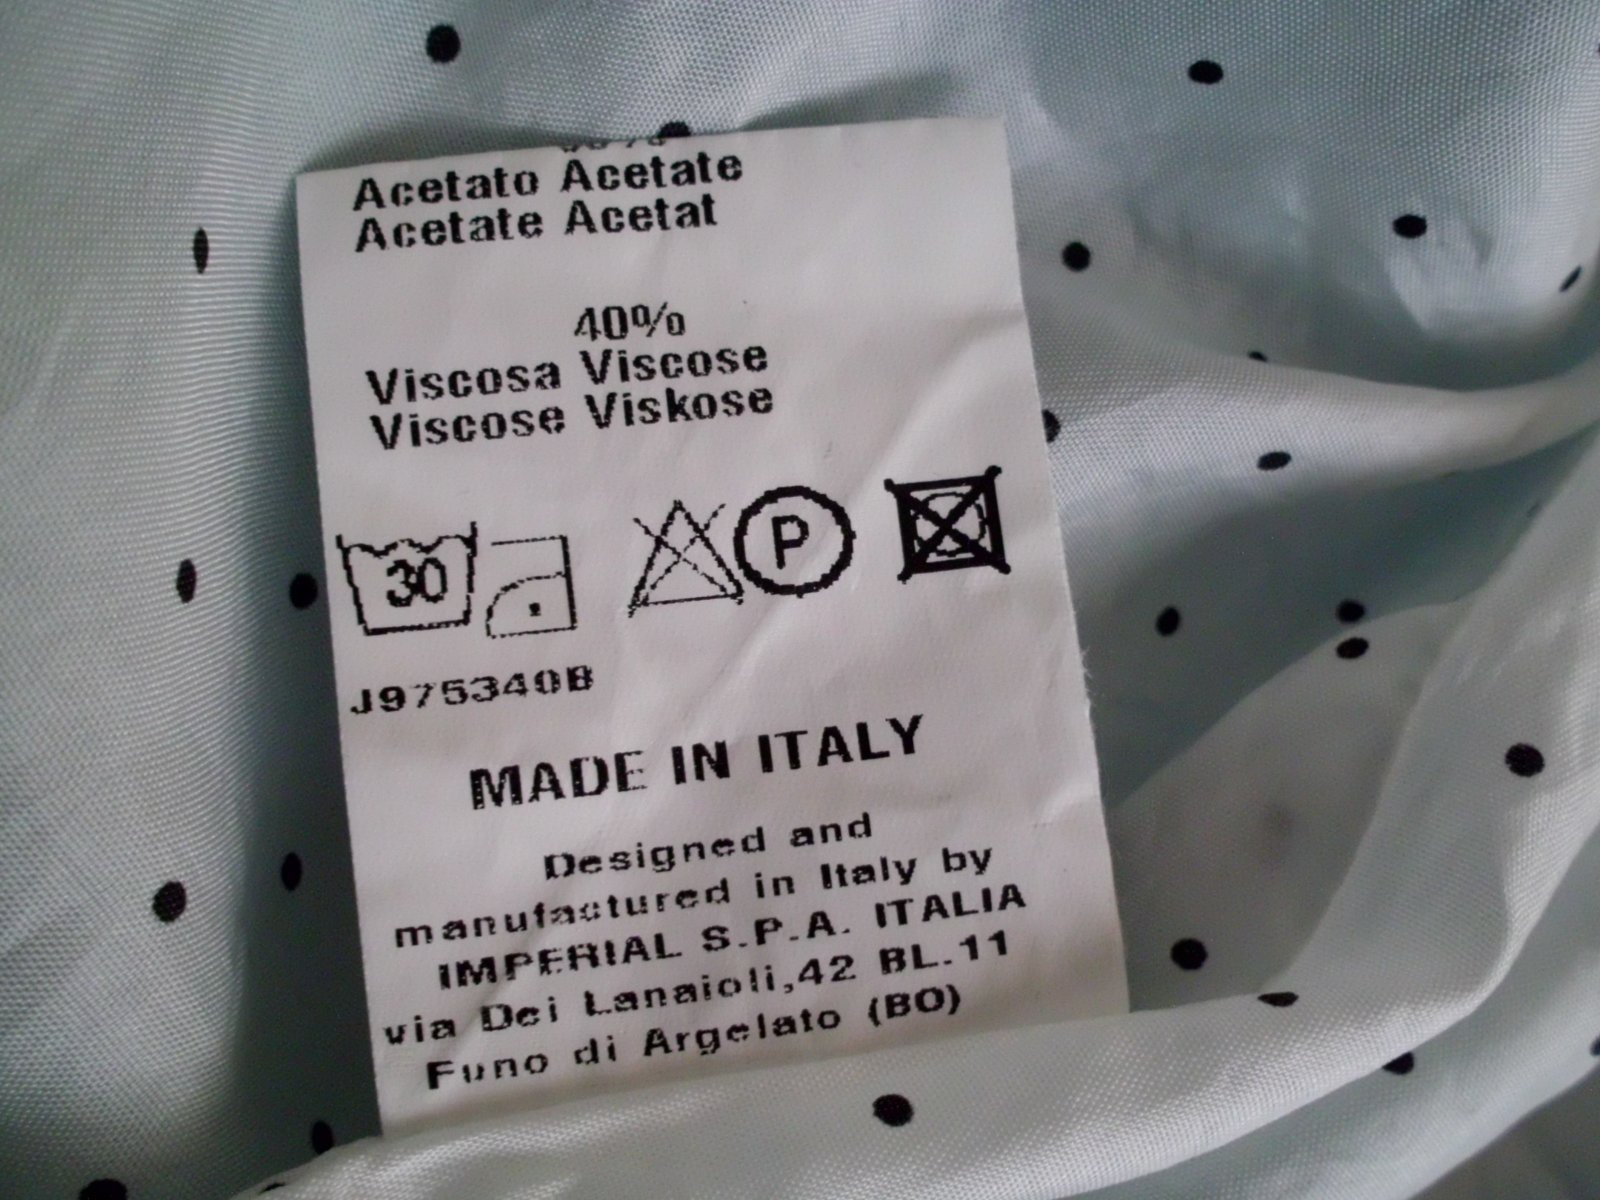 Acetato Acetate
Acetate Acetat
40%
Viscosa Viscose
Viscose Viskose
30 P
J975340B
MADE IN ITALY
Designed and
manufactured in Italy by
IMPERIAL S.P.A. ITALIA
via Dei Lanaioli,42 BL.11
Funo di Argelato (BO)